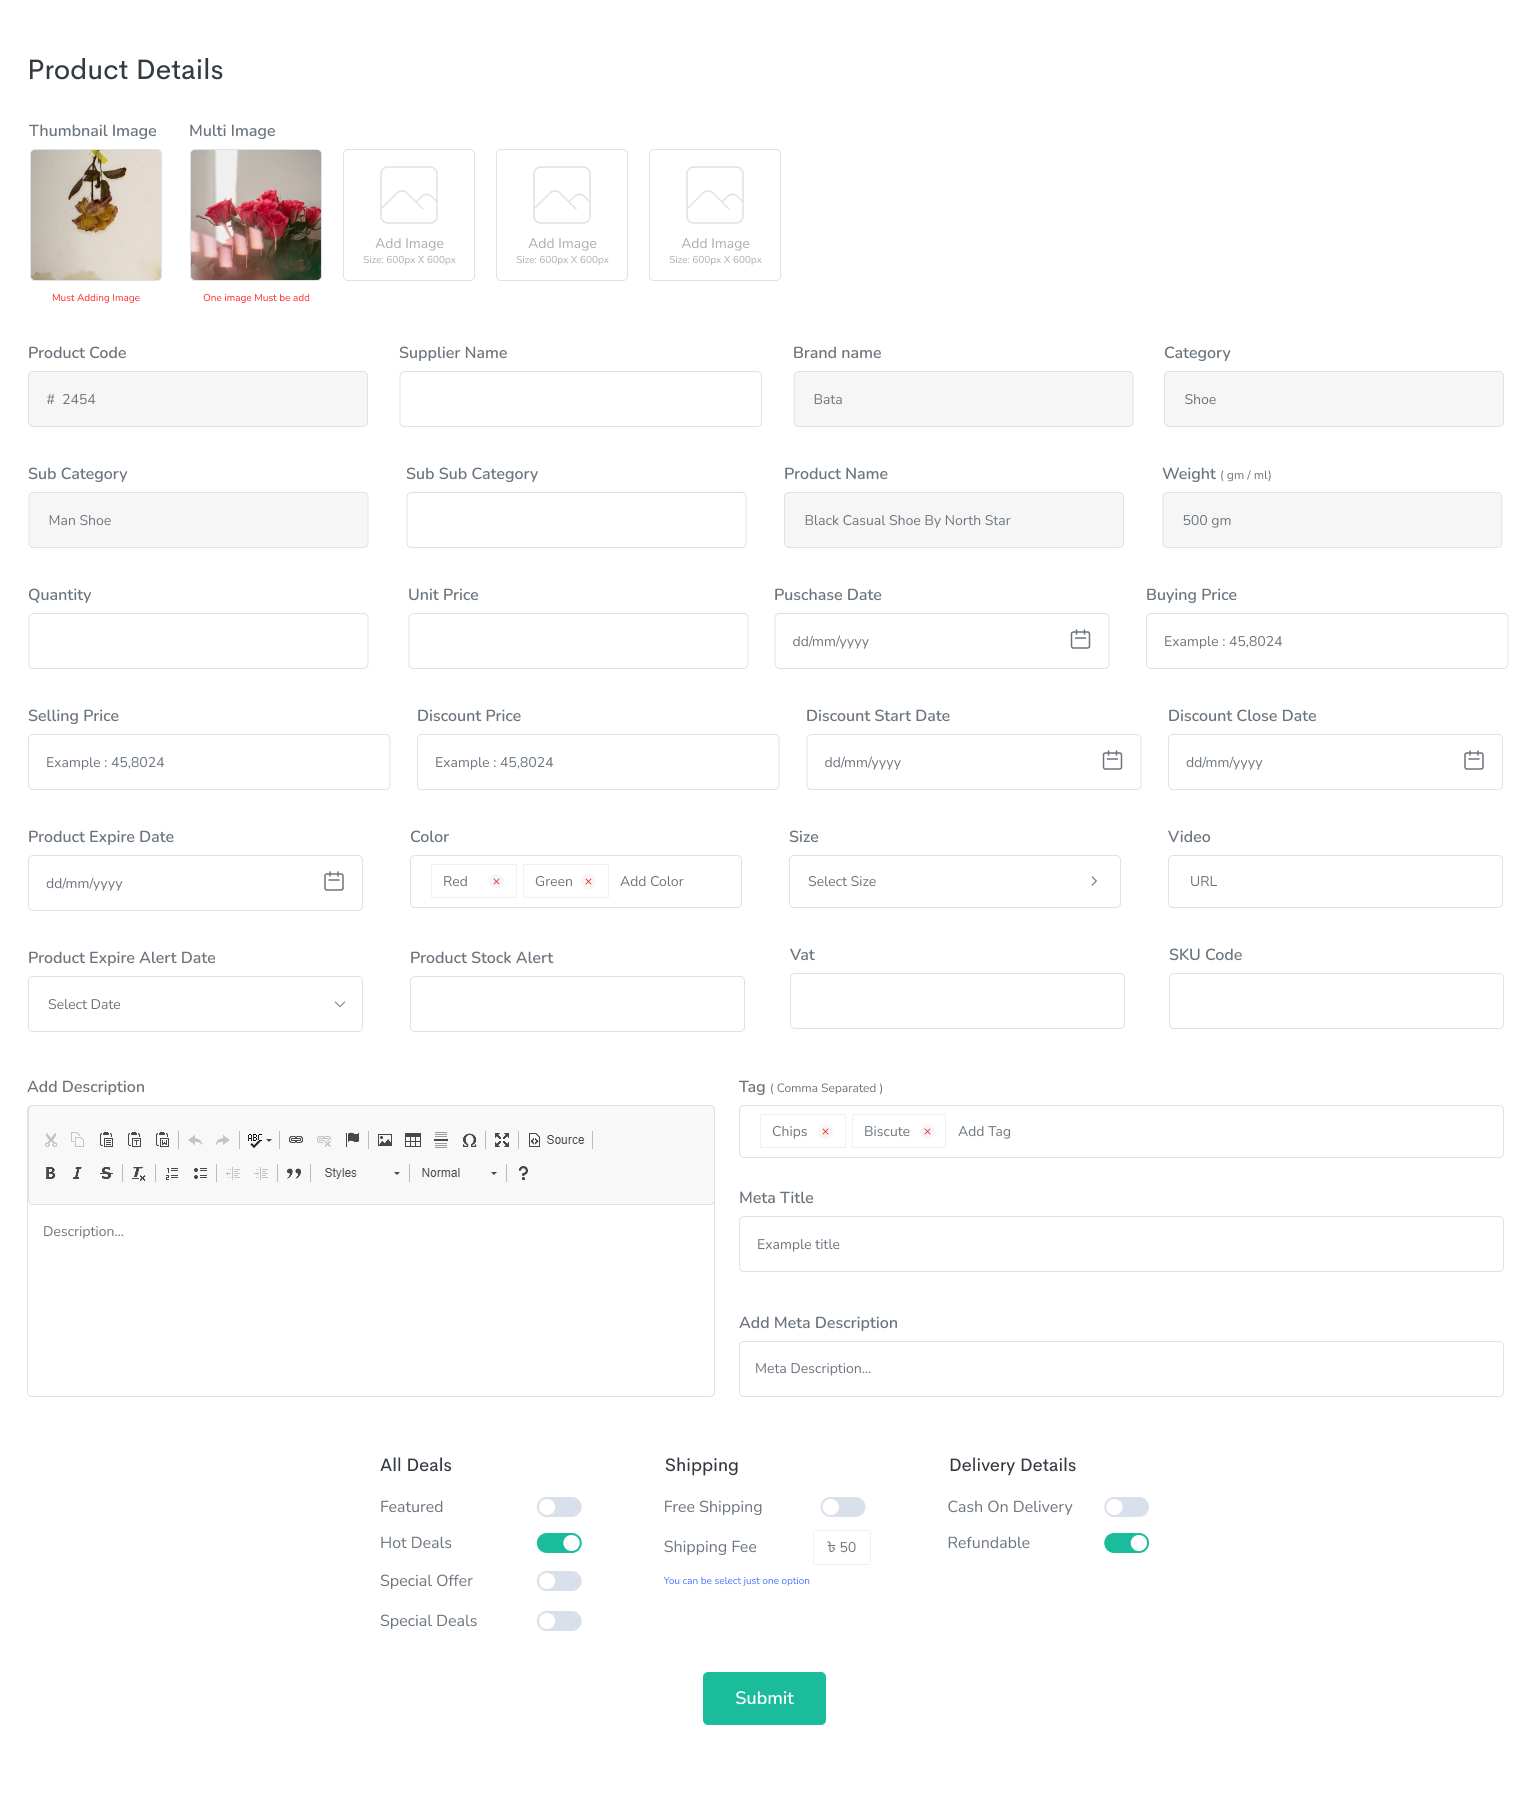 Product Details
Thumbnail Image Multi Image
Add Image Add Image Add Image
Size: 600px X 600px Size: 600px X 600px Size: 600px X 600px
Must Adding Image One image Must be add
Product Code Supplier Name Brand name Category
# 2454 Bata Shoe
Sub Category Sub Sub Category Product Name Weight ( gm / ml)
Man Shoe Black Casual Shoe By North Star 500 gm
Quantity Unit Price Puschase Date Buying Price
dd/mm/yyyy Example : 45,8024
Selling Price Discount Price Discount Start Date Discount Close Date
Example : 45,8024 Example : 45,8024 dd/mm/yyyy dd/mm/yyyy
Product Expire Date Color Size Video
dd/mm/yyyy Red × Green × Add Color Select Size URL
Product Expire Alert Date Product Stock Alert Vat SKU Code
Select Date
Add Description Tag ( Comma Separated )
ABC Ω Source
B I S Tx Styles Normal ?
Chips × Biscute × Add Tag
Description...
Meta Title
Example title
Add Meta Description
Meta Description...
All Deals Shipping Delivery Details
Featured Free Shipping Cash On Delivery
Hot Deals Shipping Fee ৳ 50 Refundable
Special Offer You can be select just one option
Special Deals
Submit